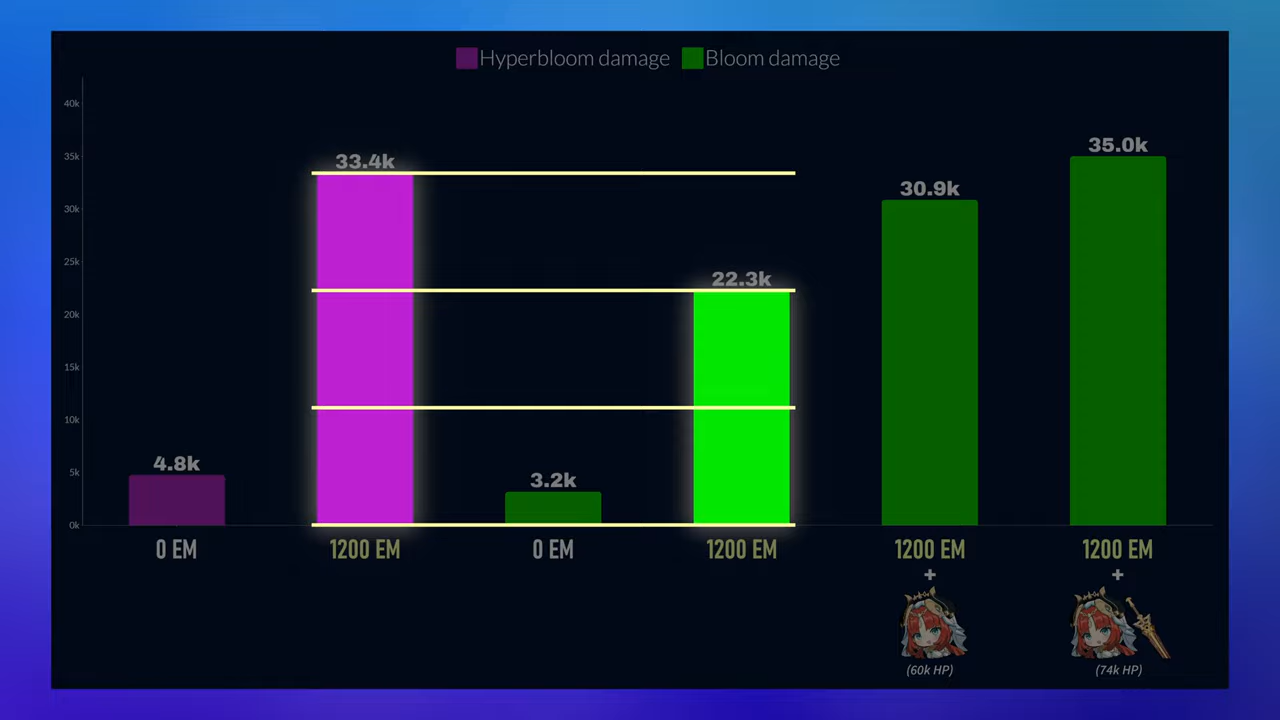 Hyperbloom damage Bloom damage
40k
35k
30k
25k
20k
15k
10k
5k
0k
4.8k
33.4k
3.2k
22.3k
30.9k
35.0k
0 EM
1200 EM
0 EM
1200 EM
1200 EM
+
(60k HP)
1200 EM
+
(74k HP)